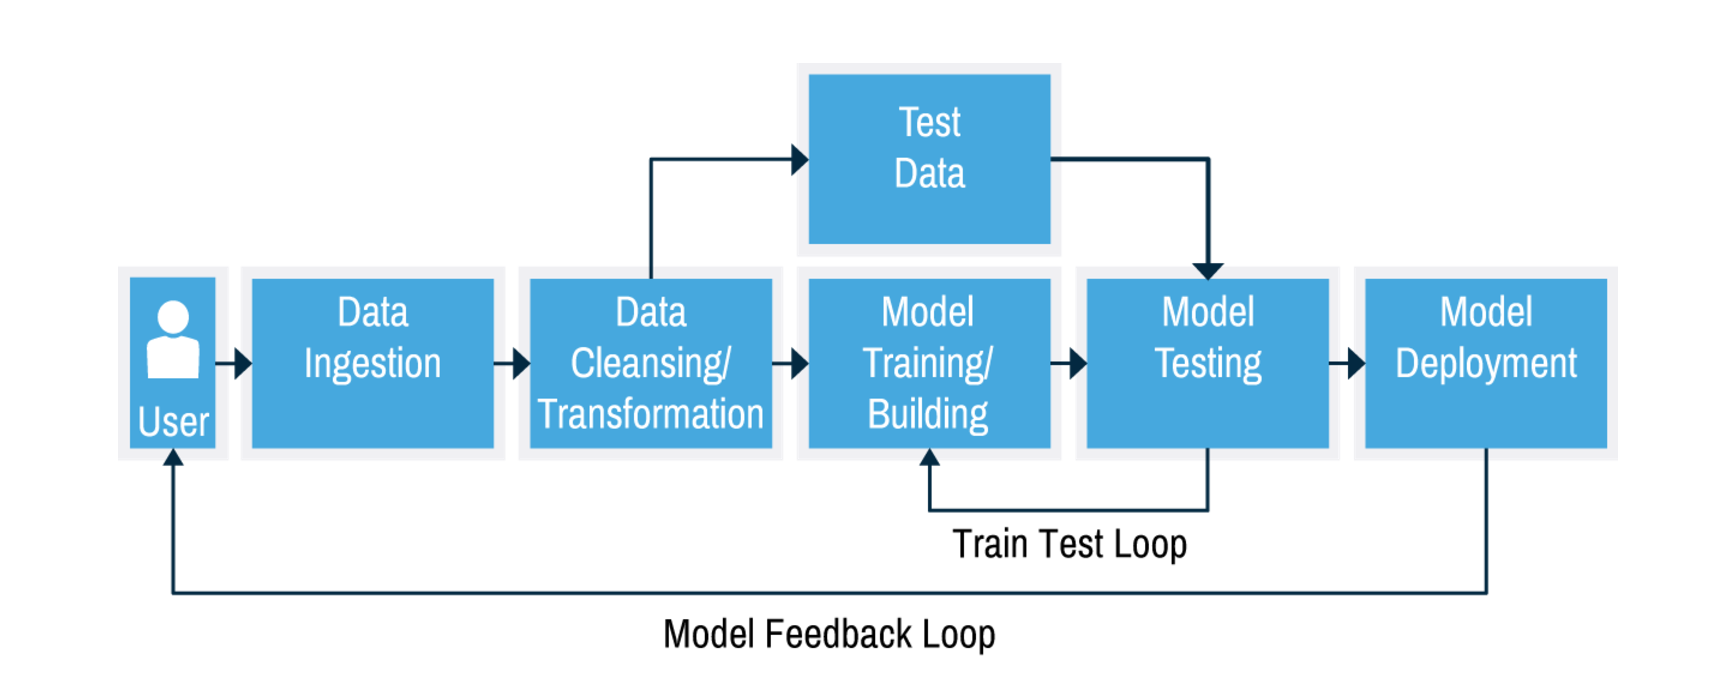 Test
Data
User
Data
Ingestion
Data
Cleansing/
Transformation
Model
Training/
Building
Model
Testing
Model
Deployment
Train Test Loop
Model Feedback Loop